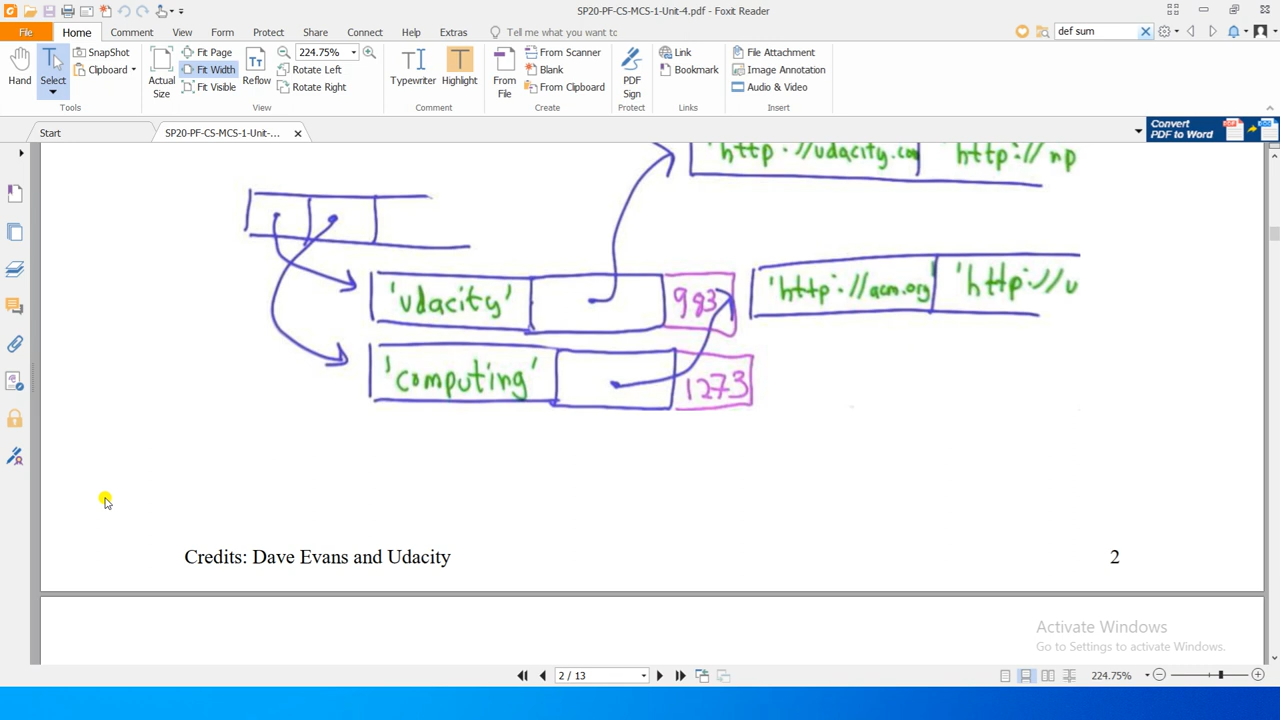 SP20-PF-CS-MCS-1-Unit-4.pdf - Foxit Reader
File Home Comment View Form Protect Share Connect Help Extras Tell me what you want to do def sum
Hand Select SnapShot Clipboard Actual Size Fit Page Fit Width Fit Visible Reflow 224.75% Rotate Left Rotate Right Typewriter Highlight From File From Scanner Blank From Clipboard PDF Sign Link Bookmark File Attachment Image Annotation Audio & Video
Tools View Comment Create Protect Links Insert
Start SP20-PF-CS-MCS-1-Unit-... Convert PDF to Word
'http://udacity.com 'http://np
'udacity' 983 'http://acm.org 'http://u
'computing' 1273
Credits: Dave Evans and Udacity 2
Activate Windows
Go to Settings to activate Windows.
2 / 13 224.75%